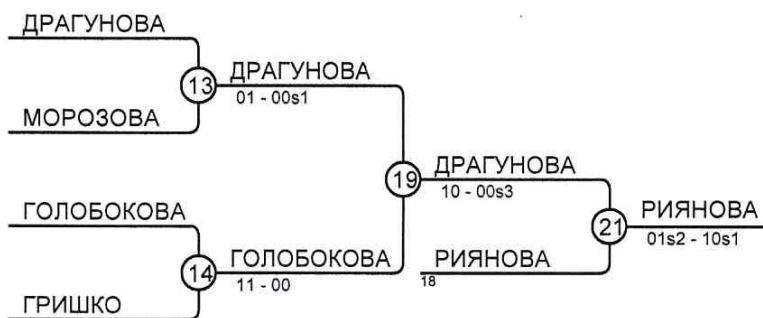 ДРАГУНОВА
13
ДРАГУНОВА
01 - 00s1
МОРОЗОВА
19
ДРАГУНОВА
10 - 00s3
ГОЛОБОКОВА
21
РИЯНОВА
01s2 - 10s1
14
ГОЛОБОКОВА
11 - 00
РИЯНОВА
18
ГРИШКО